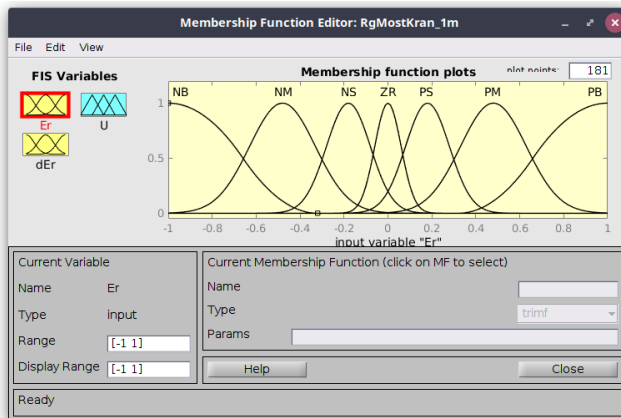 Membership Function Editor: RgMostKran_1m
File Edit View
FIS Variables
Er
U
dEr
Membership function plots
plot points:
181
NB NM NS ZR PS PM PB
1
0.5
0
-1 -0.8 -0.6 -0.4 -0.2 0 0.2 0.4 0.6 0.8 1
input variable "Er"
Current Variable
Name Er
Type input
Range [-1 1]
Display Range [-1 1]
Current Membership Function (click on MF to select)
Name
Type trimf
Params
Help Close
Ready